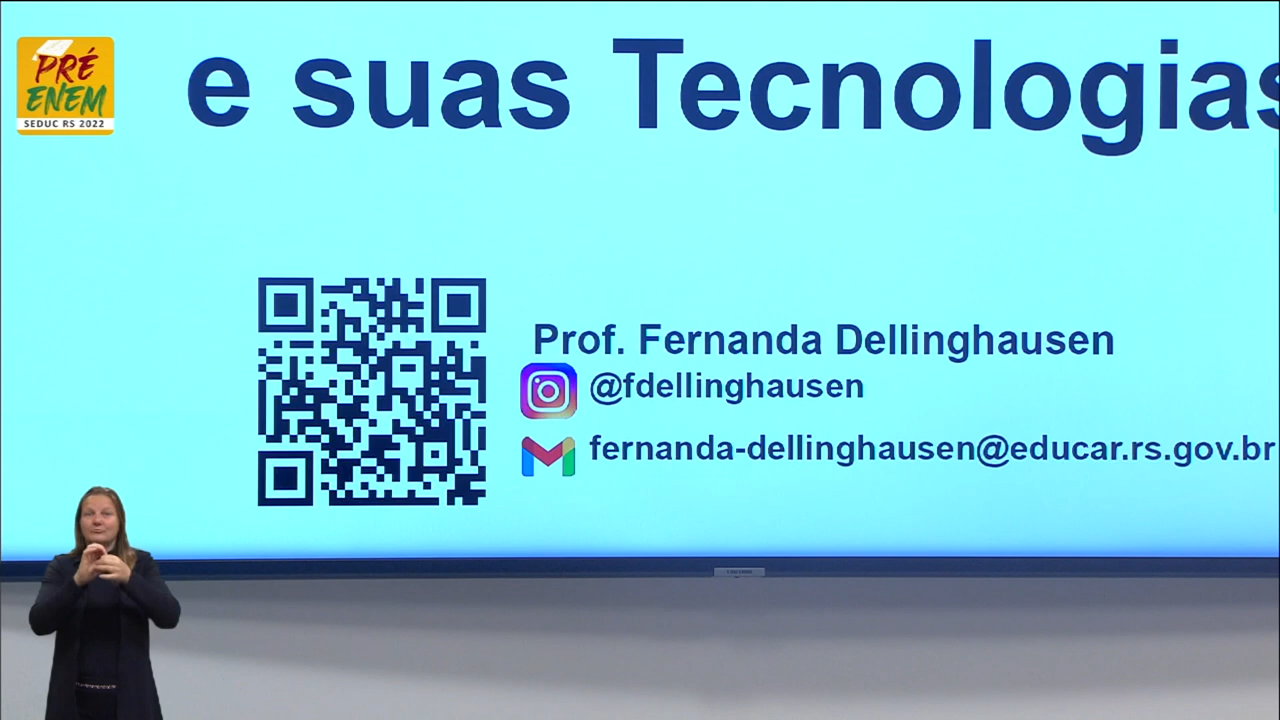 PRÉ
ENEM
SEDUC RS 2022
e suas Tecnologias
Prof. Fernanda Dellinghausen
@fdellinghausen
fernanda-dellinghausen@educar.rs.gov.br